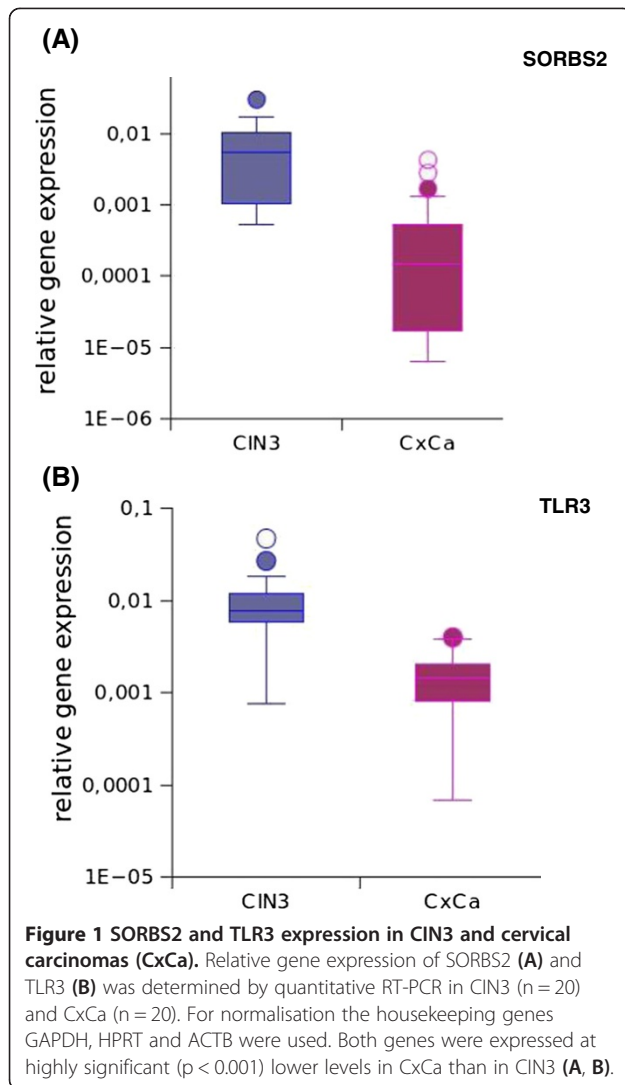 (A)
SORBS2
relative gene expression
0,01
0,001
0,0001
1E−05
1E−06
CIN3 CxCa
(B)
TLR3
relative gene expression
0,1
0,01
0,001
0,0001
1E−05
CIN3 CxCa
Figure 1 SORBS2 and TLR3 expression in CIN3 and cervical
carcinomas (CxCa). Relative gene expression of SORBS2 (A) and
TLR3 (B) was determined by quantitative RT-PCR in CIN3 (n = 20)
and CxCa (n = 20). For normalisation the housekeeping genes
GAPDH, HPRT and ACTB were used. Both genes were expressed at
highly significant (p < 0.001) lower levels in CxCa than in CIN3 (A, B).